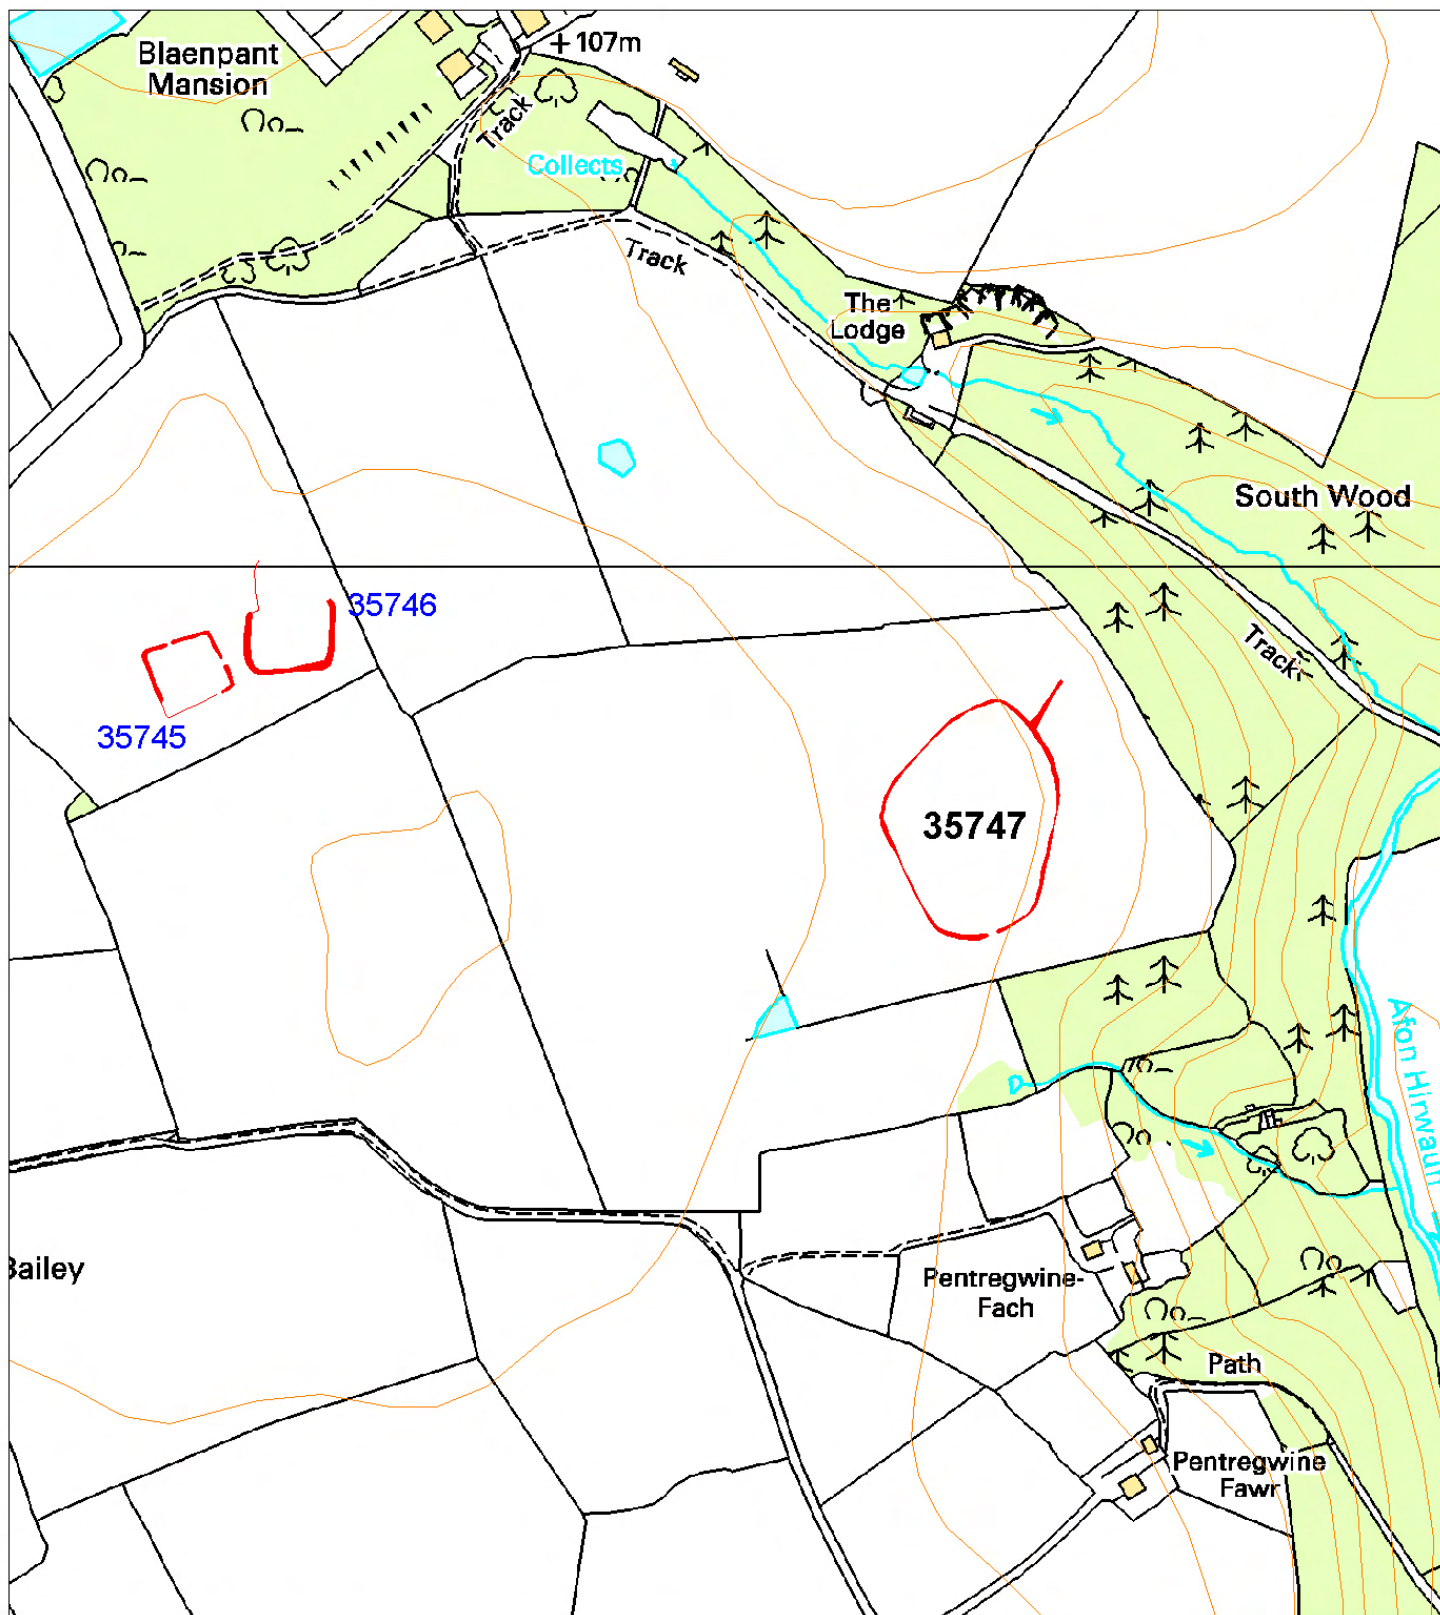 Blaenpant
Mansion
+107m
Track
Collects
Track
The
Lodge
South Wood
35746
Track
35745
35747
Afon Hirwaun
Bailey
Pentregwine-
Fach
Path
Pentregwine
Fawr